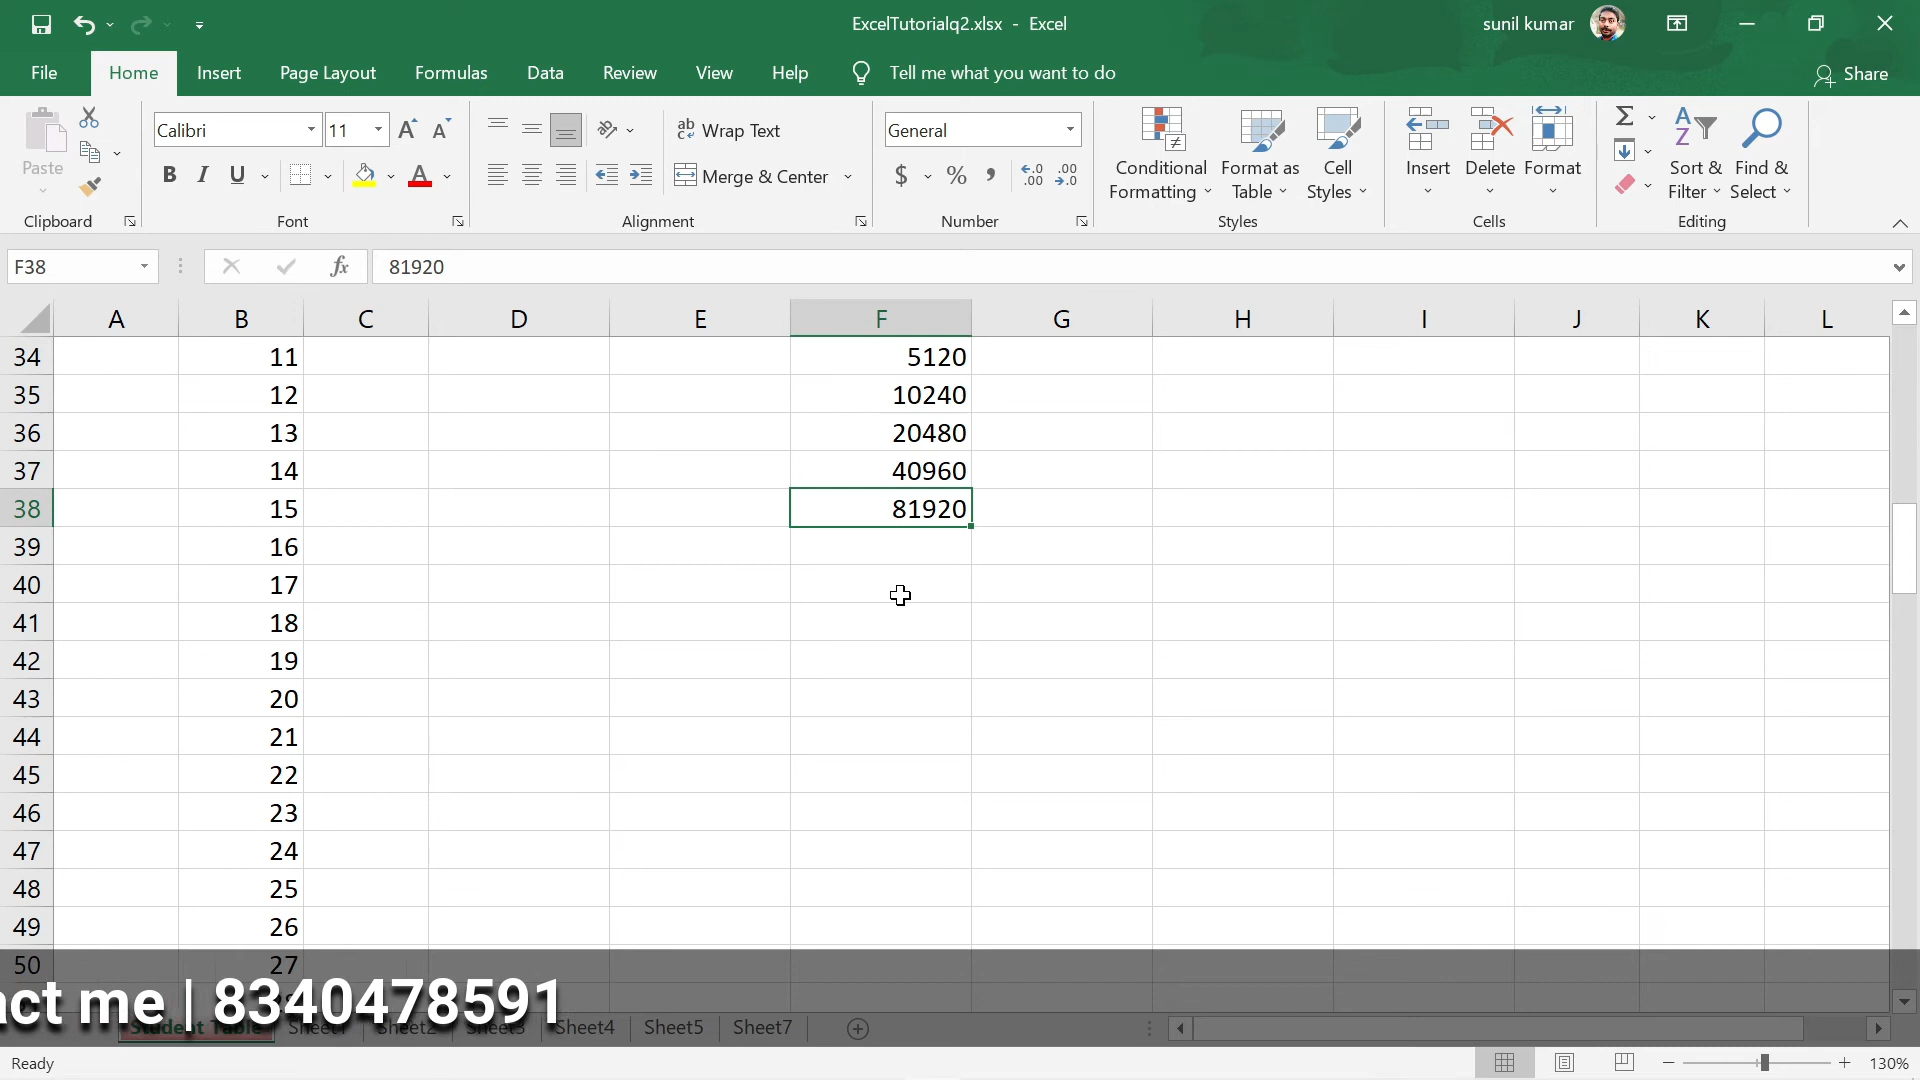 ExcelTutorialq2.xlsx - Excel
sunil kumar
File Home Insert Page Layout Formulas Data Review View Help Tell me what you want to do Share
Paste
Clipboard
Calibri 11
B I U A
Font
Wrap Text
Merge & Center
Alignment
General
$ % ,
Number
Conditional Formatting
Format as Table
Cell Styles
Styles
Insert Delete Format
Cells
Sort & Filter
Find & Select
Editing
F38 fx 81920
A B C D E F G H I J K L
34 11 5120
35 12 10240
36 13 20480
37 14 40960
38 15 81920
39 16
40 17
41 18
42 19
43 20
44 21
45 22
46 23
47 24
48 25
49 26
50 27
act me | 8340478591
Student Table Sheet1 Sheet2 Sheet3 Sheet4 Sheet5 Sheet7
Ready 130%